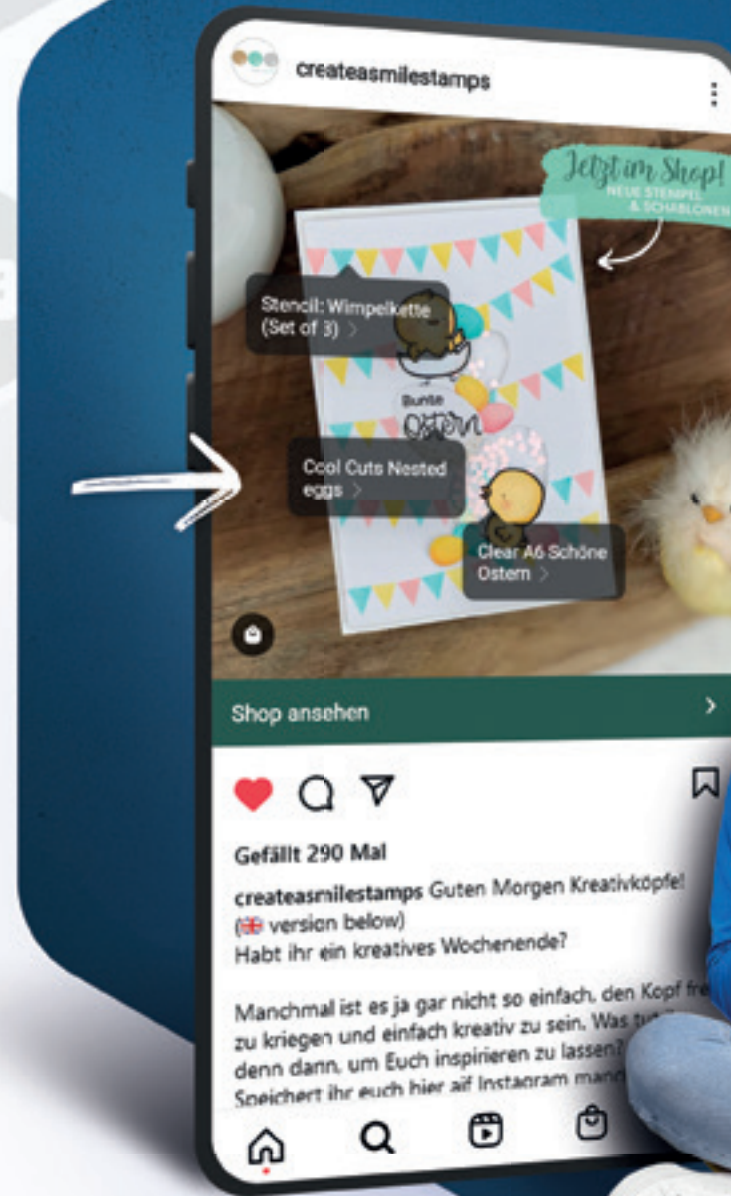 createasmilestamps
Jetzt im Shop!
NEUE STEMPEL
& SCHABLONEN
Stencil: Wimpelkette
(Set of 3) >
Bunte
Ostern
Cool Cuts Nested
eggs >
Clear A6 Schöne
Ostern >
Shop ansehen >
Gefällt 290 Mal
createasmilestamps Guten Morgen Kreativköpfe!
(🇬🇧 version below)
Habt ihr ein kreatives Wochenende?
Manchmal ist es ja gar nicht so einfach, den Kopf
zu kriegen und einfach kreativ zu sein. Was
denn dann, um Euch inspirieren zu lassen?
Speichert ihr euch hier aif Instagram